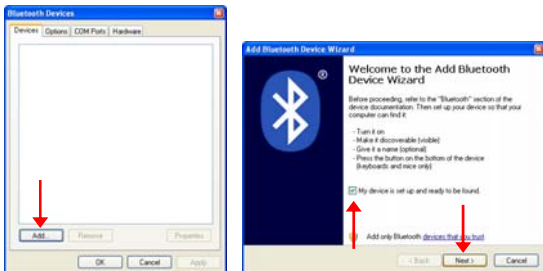 Bluetooth Devices
Devices Options COM Ports Hardware
Add...
Remove
Properties
OK
Cancel
Apply
Add Bluetooth Device Wizard
®
Welcome to the Add Bluetooth
Device Wizard
Before proceeding, refer to the "Bluetooth" section of the
device documentation. Then set up your device so that your
computer can find it:
- Turn it on
- Make it discoverable (visible)
- Give it a name (optional)
- Press the button on the bottom of the device
(keyboards and mice only)
My device is set up and ready to be found.
Add only Bluetooth devices that you trust
< Back
Next >
Cancel